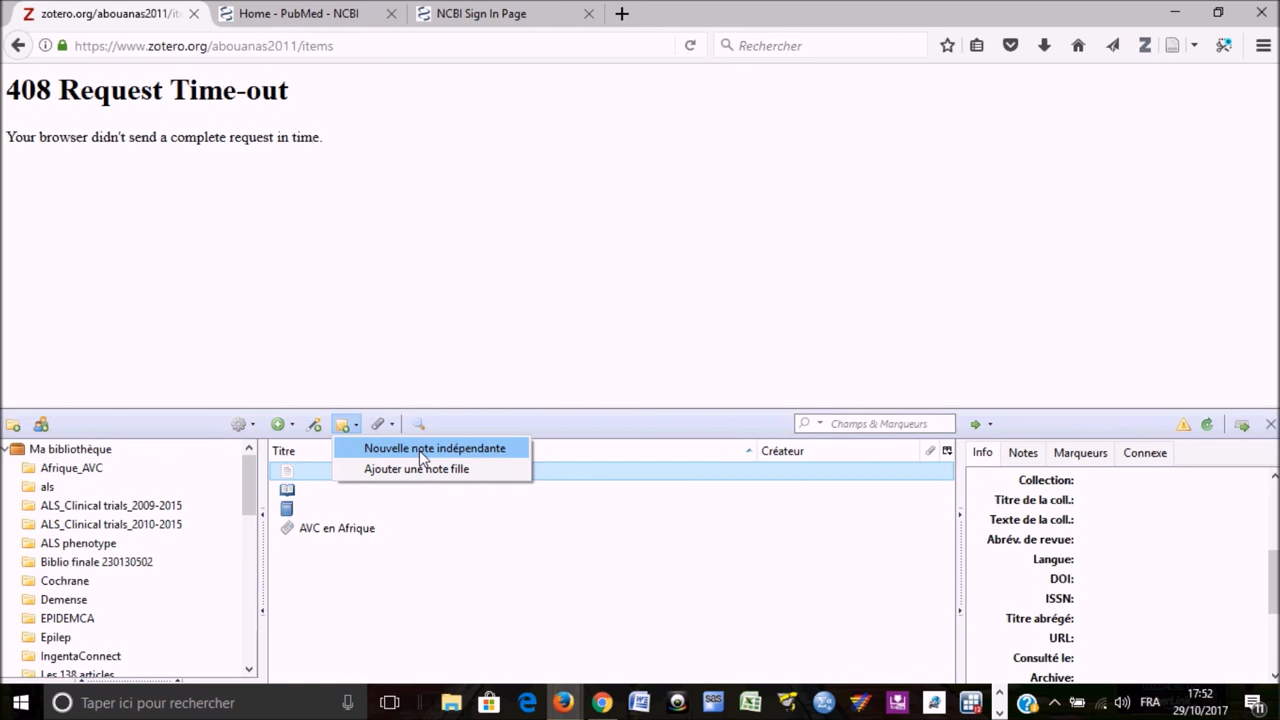 zotero.org/abouanas2011/it
Home - PubMed - NCBI
NCBI Sign In Page
https://www.zotero.org/abouanas2011/items
Rechercher
408 Request Time-out
Your browser didn't send a complete request in time.
Champs & Marqueurs
Ma bibliothèque
Afrique_AVC
als
ALS_Clinical trials_2009-2015
ALS_Clinical trials_2010-2015
ALS phenotype
Biblio finale 230130502
Cochrane
Demense
EPIDEMCA
Epilep
IngentaConnect
Les 138 articles
Titre
Créateur
Nouvelle note indépendante
Ajouter une note fille
AVC en Afrique
Info
Notes
Marqueurs
Connexe
Collection:
Titre de la coll.:
Texte de la coll.:
Abrév. de revue:
Langue:
DOI:
ISSN:
Titre abrégé:
URL:
Consulté le:
Archive:
Taper ici pour rechercher
FRA
17:52
29/10/2017